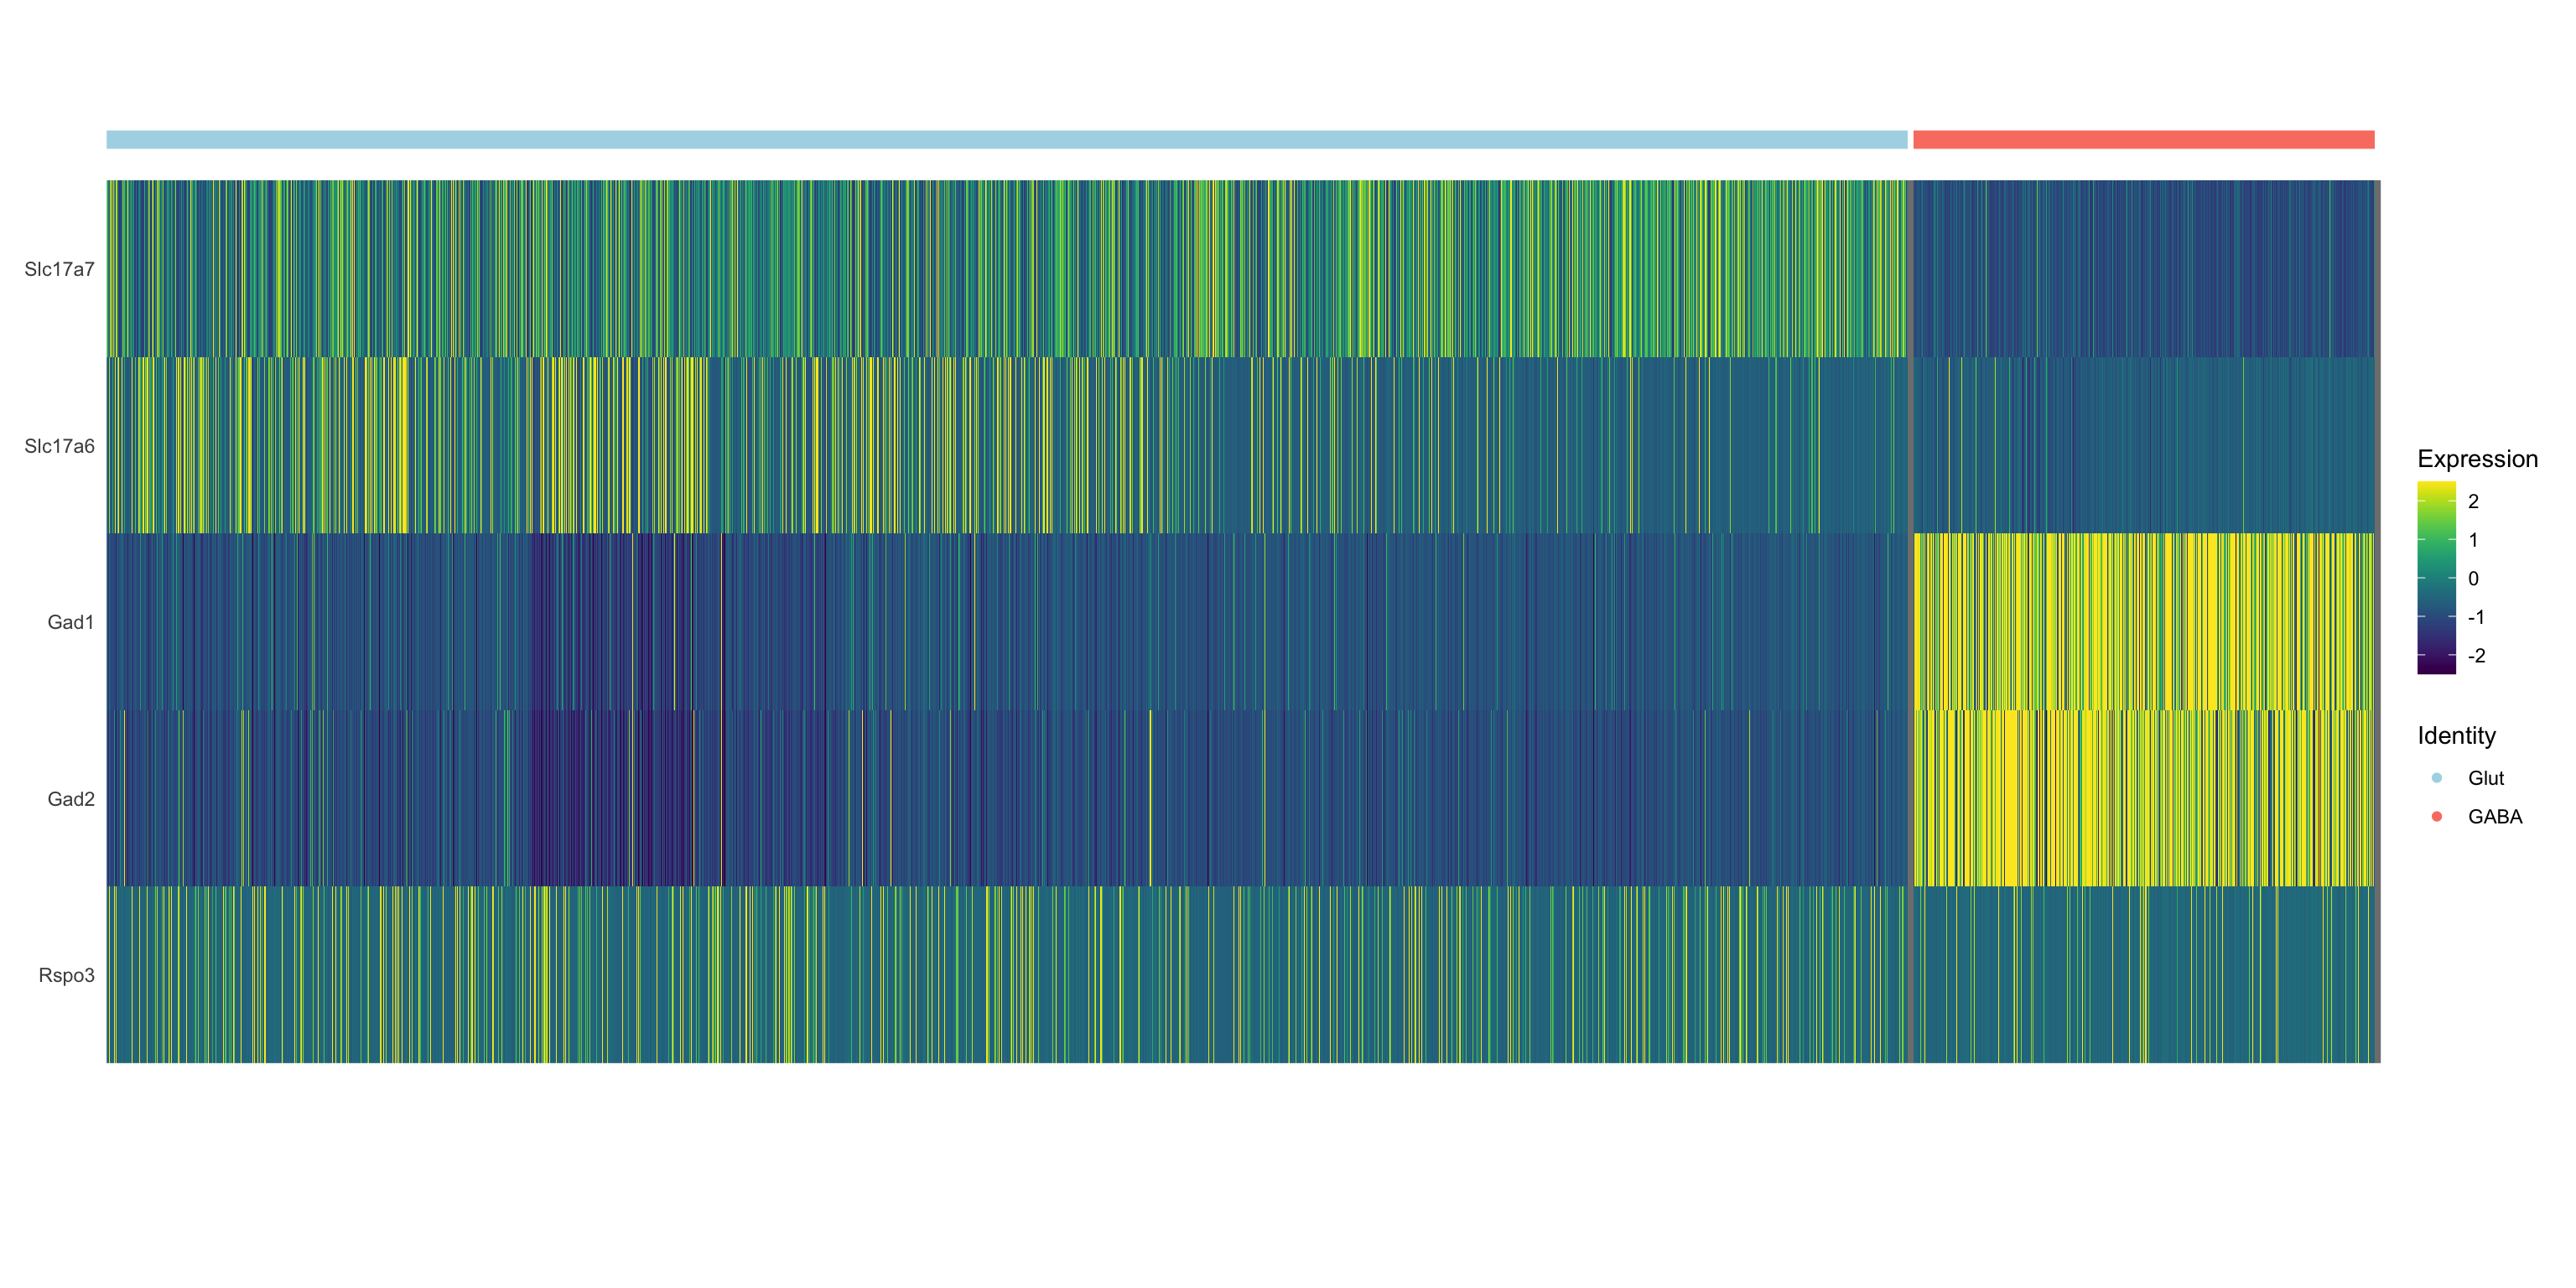 Slc17a7
Slc17a6
Gad1
Gad2
Rspo3
Expression
2
1
0
-1
-2
Identity
Glut
GABA